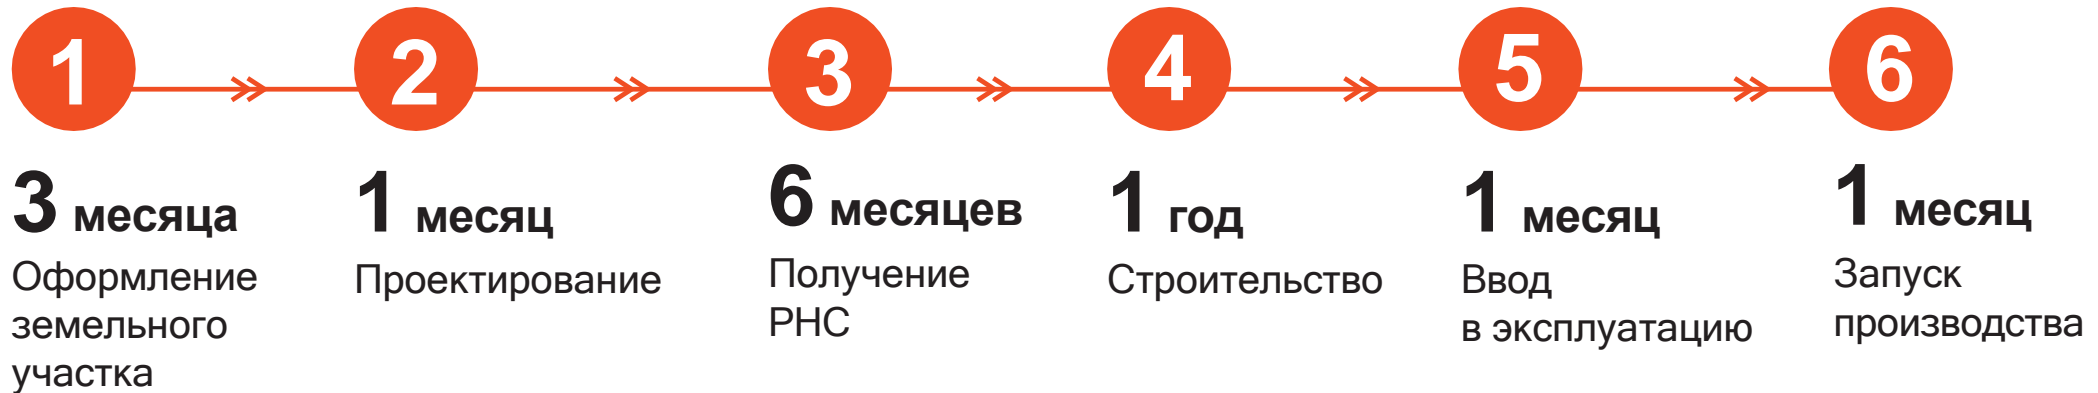 1
2
3
4
5
6
3 месяца
Оформление
земельного
участка
1 месяц
Проектирование
6 месяцев
Получение
РНС
1 год
Строительство
1 месяц
Ввод
в эксплуатацию
1 месяц
Запуск
производства